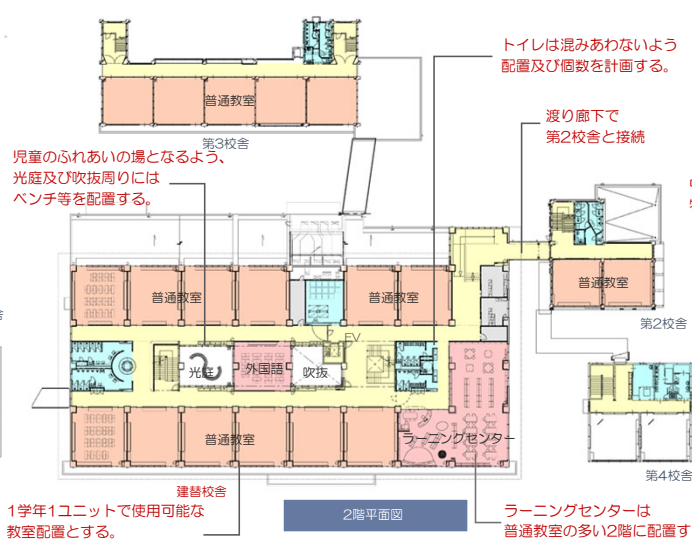 トイレは混みあわないよう
配置及び個数を計画する。
普通教室
第3校舎
渡り廊下で
第2校舎と接続
児童のふれあいの場となるよう、
光庭及び吹抜周りには
ベンチ等を配置する。
普通教室
普通教室
普通教室
第2校舎
EV
光庭
外国語
吹抜
普通教室
ラーニングセンター
第4校舎
建替校舎
1学年1ユニットで使用可能な
教室配置とする。
2階平面図
ラーニングセンターは
普通教室の多い2階に配置す